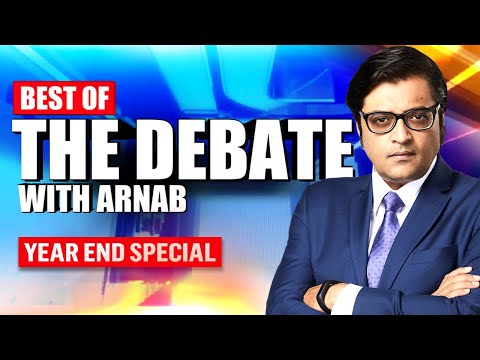 BEST OF
THE DEBATE
WITH ARNAB
YEAR END SPECIAL